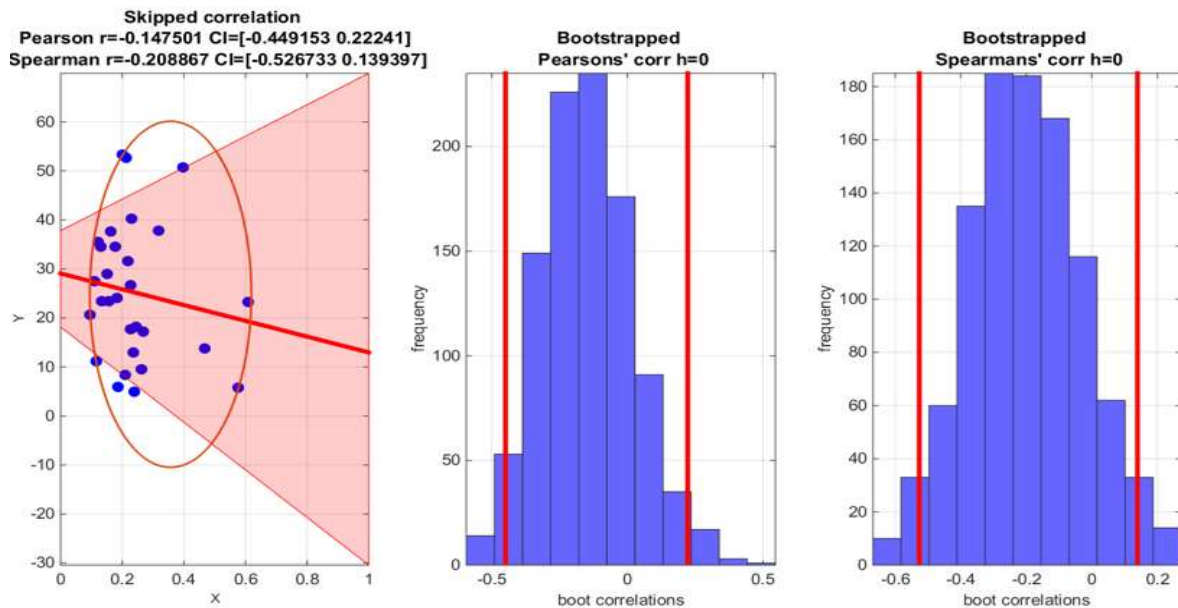 Skipped correlation
Pearson r=-0.147501 CI=[-0.449153 0.22241]
Spearman r=-0.208867 CI=[-0.526733 0.139397]
60
50
40
30
20
10
0
-10
-20
-30
Y
0 0.2 0.4 0.6 0.8 1
X
Bootstrapped
Pearsons' corr h=0
200
150
100
50
0
frequency
-0.5 0 0.5
boot correlations
Bootstrapped
Spearmans' corr h=0
180
160
140
120
100
80
60
40
20
0
frequency
-0.6 -0.4 -0.2 0 0.2
boot correlations